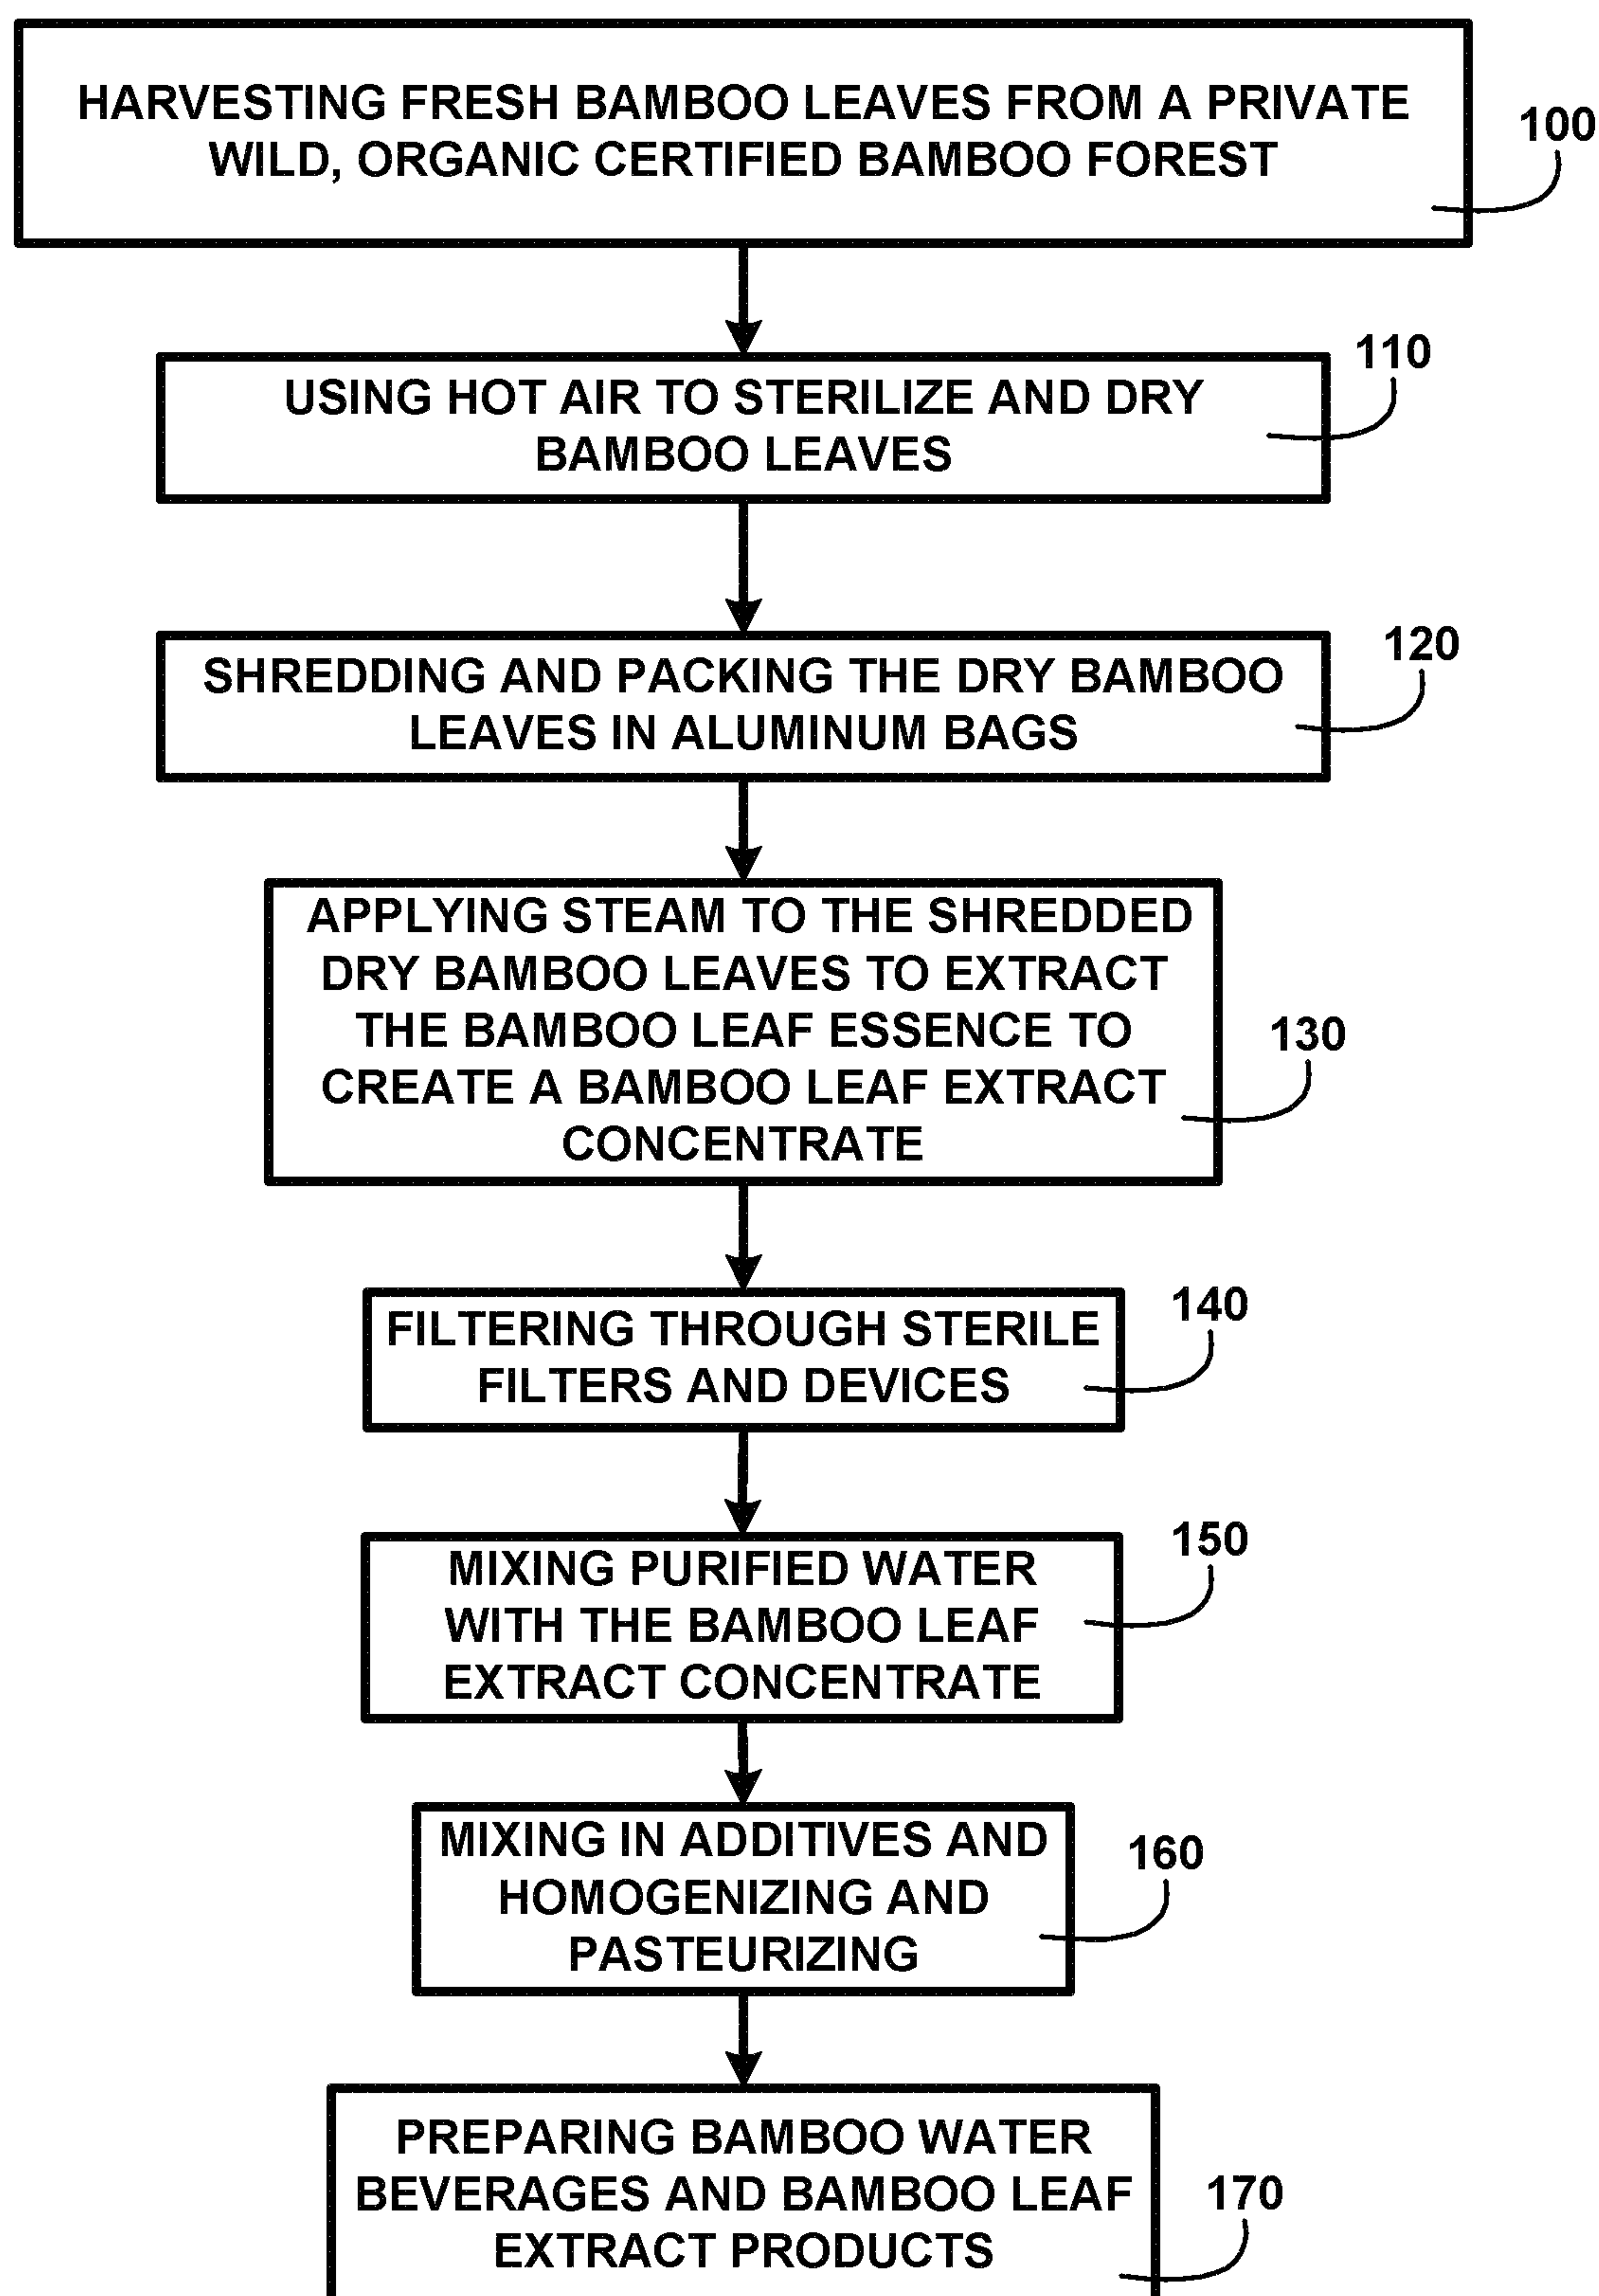 HARVESTING FRESH BAMBOO LEAVES FROM A PRIVATE
WILD, ORGANIC CERTIFIED BAMBOO FOREST
100
USING HOT AIR TO STERILIZE AND DRY
BAMBOO LEAVES
110
SHREDDING AND PACKING THE DRY BAMBOO
LEAVES IN ALUMINUM BAGS
120
APPLYING STEAM TO THE SHREDDED
DRY BAMBOO LEAVES TO EXTRACT
THE BAMBOO LEAF ESSENCE TO
CREATE A BAMBOO LEAF EXTRACT
CONCENTRATE
130
FILTERING THROUGH STERILE
FILTERS AND DEVICES
140
MIXING PURIFIED WATER
WITH THE BAMBOO LEAF
EXTRACT CONCENTRATE
150
MIXING IN ADDITIVES AND
HOMOGENIZING AND
PASTEURIZING
160
PREPARING BAMBOO WATER
BEVERAGES AND BAMBOO LEAF
EXTRACT PRODUCTS
170